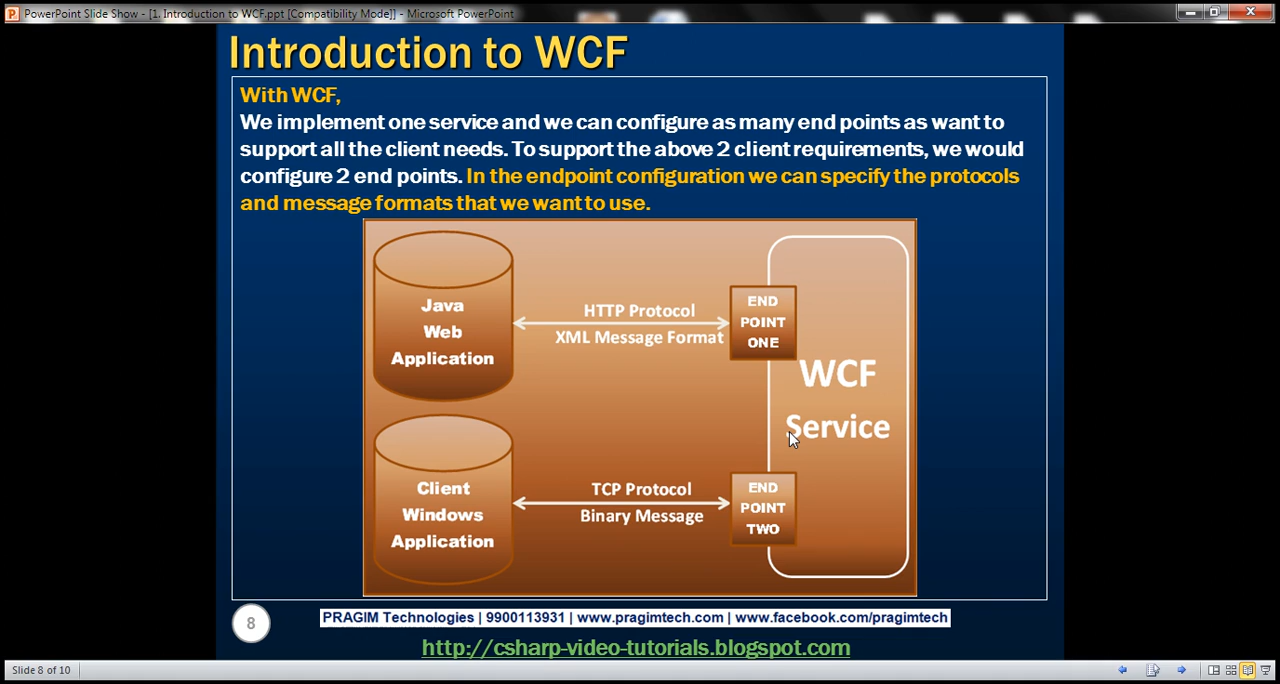 PowerPoint Slide Show - [1. Introduction to WCF.ppt [Compatibility Mode]] - Microsoft PowerPoint
Introduction to WCF
With WCF,
We implement one service and we can configure as many end points as want to
support all the client needs. To support the above 2 client requirements, we would
configure 2 end points. In the endpoint configuration we can specify the protocols
and message formats that we want to use.
Java
Web
Application
HTTP Protocol
XML Message Format
END
POINT
ONE
WCF
Service
Client
Windows
Application
TCP Protocol
Binary Message
END
POINT
TWO
8
PRAGIM Technologies | 9900113931 | www.pragimtech.com | www.facebook.com/pragimtech
http://csharp-video-tutorials.blogspot.com
Slide 8 of 10